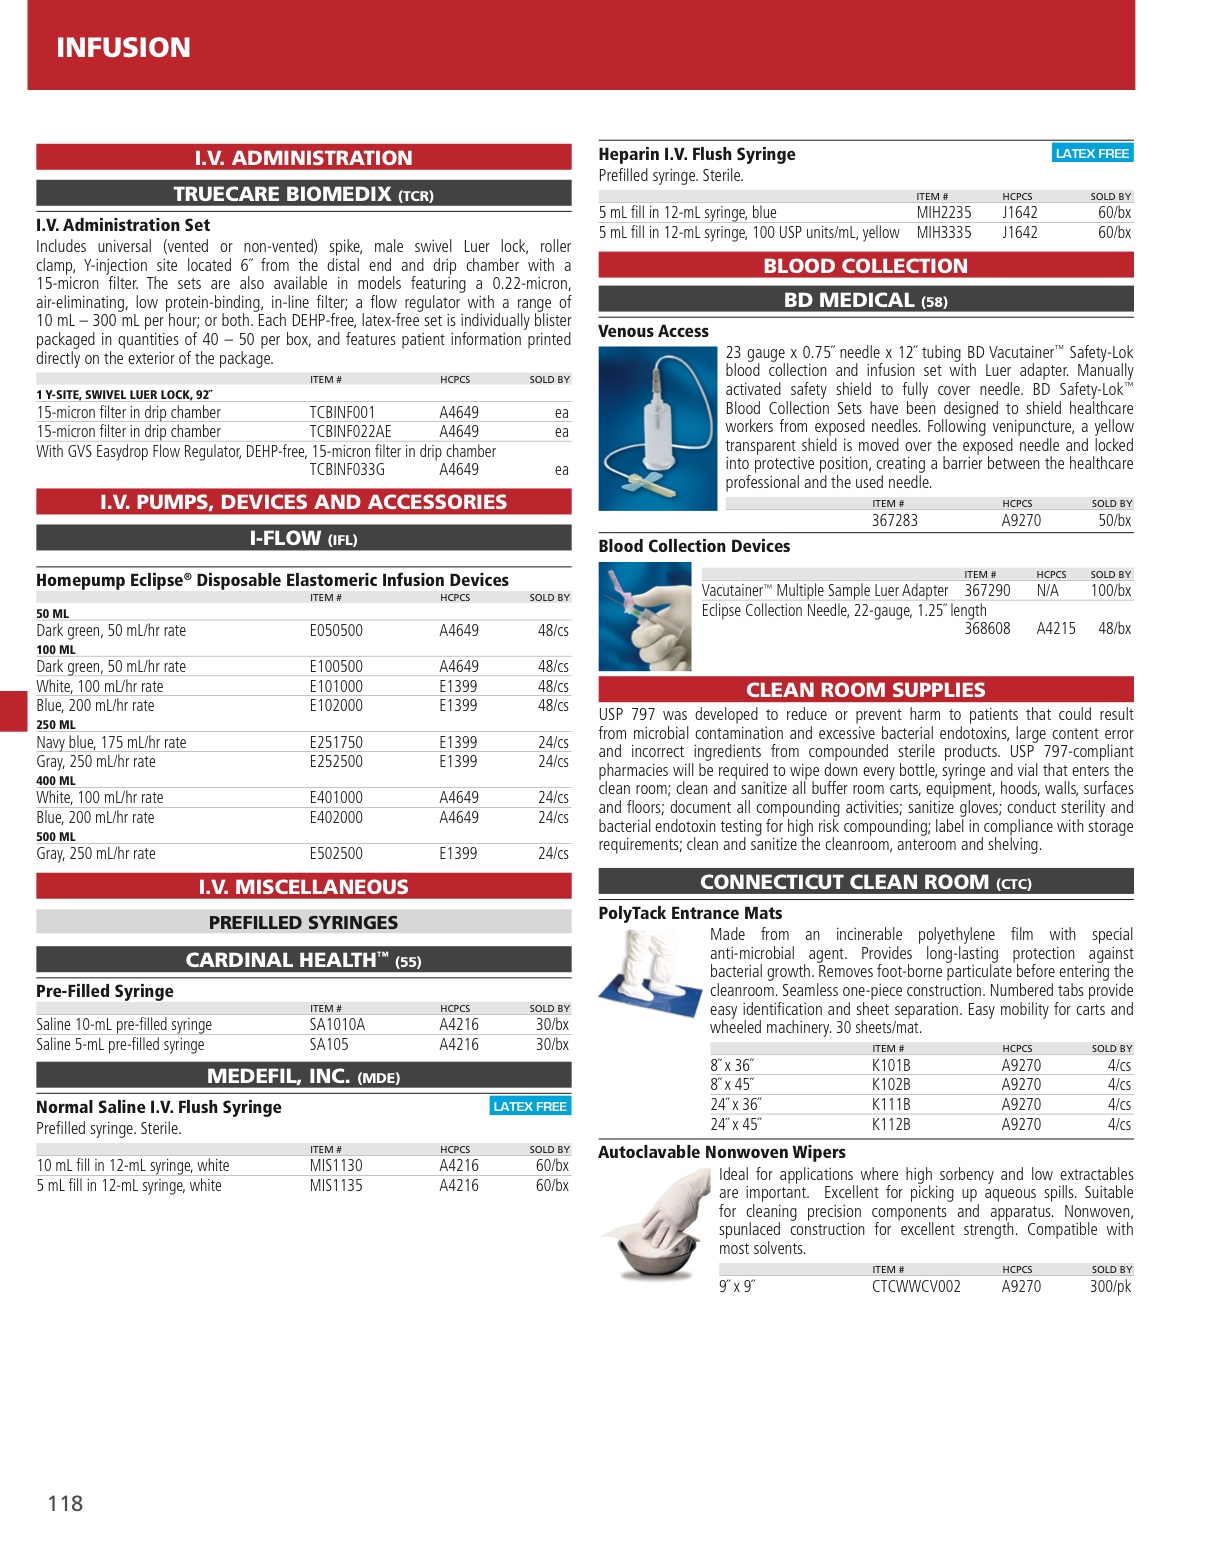 INFUSION
I.V. ADMINISTRATION
TRUECARE BIOMEDIX (TCR)
I.V. Administration Set
Includes universal (vented or non-vented) spike, male swivel Luer lock, roller
clamp, Y-injection site located 6˝ from the distal end and drip chamber with a
15-micron filter. The sets are also available in models featuring a 0.22-micron,
air-eliminating, low protein-binding, in-line filter; a flow regulator with a range of
10 mL – 300 mL per hour; or both. Each DEHP-free, latex-free set is individually blister
packaged in quantities of 40 – 50 per box, and features patient information printed
directly on the exterior of the package.
ITEM # HCPCS SOLD BY
1 Y-SITE, SWIVEL LUER LOCK, 92˝
15-micron filter in drip chamber TCBINF001 A4649 ea
15-micron filter in drip chamber TCBINF022AE A4649 ea
With GVS Easydrop Flow Regulator, DEHP-free, 15-micron filter in drip chamber
TCBINF033G A4649 ea
I.V. PUMPS, DEVICES AND ACCESSORIES
I-FLOW (IFL)
Homepump Eclipse® Disposable Elastomeric Infusion Devices
ITEM # HCPCS SOLD BY
50 ML
Dark green, 50 mL/hr rate E050500 A4649 48/cs
100 ML
Dark green, 50 mL/hr rate E100500 A4649 48/cs
White, 100 mL/hr rate E101000 E1399 48/cs
Blue, 200 mL/hr rate E102000 E1399 48/cs
250 ML
Navy blue, 175 mL/hr rate E251750 E1399 24/cs
Gray, 250 mL/hr rate E252500 E1399 24/cs
400 ML
White, 100 mL/hr rate E401000 A4649 24/cs
Blue, 200 mL/hr rate E402000 A4649 24/cs
500 ML
Gray, 250 mL/hr rate E502500 E1399 24/cs
I.V. MISCELLANEOUS
PREFILLED SYRINGES
CARDINAL HEALTH™ (55)
Pre-Filled Syringe
ITEM # HCPCS SOLD BY
Saline 10-mL pre-filled syringe SA1010A A4216 30/bx
Saline 5-mL pre-filled syringe SA105 A4216 30/bx
MEDEFIL, INC. (MDE)
Normal Saline I.V. Flush Syringe LATEX FREE
Prefilled syringe. Sterile.
ITEM # HCPCS SOLD BY
10 mL fill in 12-mL syringe, white MIS1130 A4216 60/bx
5 mL fill in 12-mL syringe, white MIS1135 A4216 60/bx
Heparin I.V. Flush Syringe LATEX FREE
Prefilled syringe. Sterile.
ITEM # HCPCS SOLD BY
5 mL fill in 12-mL syringe, blue MIH2235 J1642 60/bx
5 mL fill in 12-mL syringe, 100 USP units/mL, yellow MIH3335 J1642 60/bx
BLOOD COLLECTION
BD MEDICAL (58)
Venous Access
23 gauge x 0.75˝ needle x 12˝ tubing BD Vacutainer™ Safety-Lok
blood collection and infusion set with Luer adapter. Manually
activated safety shield to fully cover needle. BD Safety-Lok™
Blood Collection Sets have been designed to shield healthcare
workers from exposed needles. Following venipuncture, a yellow
transparent shield is moved over the exposed needle and locked
into protective position, creating a barrier between the healthcare
professional and the used needle.
ITEM # HCPCS SOLD BY
367283 A9270 50/bx
Blood Collection Devices
ITEM # HCPCS SOLD BY
Vacutainer™ Multiple Sample Luer Adapter 367290 N/A 100/bx
Eclipse Collection Needle, 22-gauge, 1.25˝ length
368608 A4215 48/bx
CLEAN ROOM SUPPLIES
USP 797 was developed to reduce or prevent harm to patients that could result
from microbial contamination and excessive bacterial endotoxins, large content error
and incorrect ingredients from compounded sterile products. USP 797-compliant
pharmacies will be required to wipe down every bottle, syringe and vial that enters the
clean room; clean and sanitize all buffer room carts, equipment, hoods, walls, surfaces
and floors; document all compounding activities; sanitize gloves; conduct sterility and
bacterial endotoxin testing for high risk compounding; label in compliance with storage
requirements; clean and sanitize the cleanroom, anteroom and shelving.
CONNECTICUT CLEAN ROOM (CTC)
PolyTack Entrance Mats
Made from an incinerable polyethylene film with special
anti-microbial agent. Provides long-lasting protection against
bacterial growth. Removes foot-borne particulate before entering the
cleanroom. Seamless one-piece construction. Numbered tabs provide
easy identification and sheet separation. Easy mobility for carts and
wheeled machinery. 30 sheets/mat.
ITEM # HCPCS SOLD BY
8˝ x 36˝ K101B A9270 4/cs
8˝ x 45˝ K102B A9270 4/cs
24˝ x 36˝ K111B A9270 4/cs
24˝ x 45˝ K112B A9270 4/cs
Autoclavable Nonwoven Wipers
Ideal for applications where high sorbency and low extractables
are important. Excellent for picking up aqueous spills. Suitable
for cleaning precision components and apparatus. Nonwoven,
spunlaced construction for excellent strength. Compatible with
most solvents.
ITEM # HCPCS SOLD BY
9˝ x 9˝ CTCWWCV002 A9270 300/pk
118